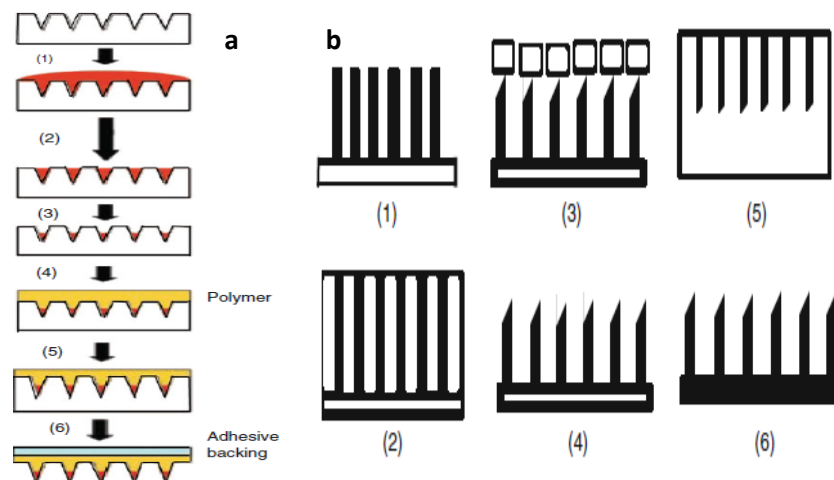 a
(1)
(2)
(3)
(4)
Polymer
(5)
(6)
Adhesive
backing
b
(1)
(3)
(5)
(2)
(4)
(6)